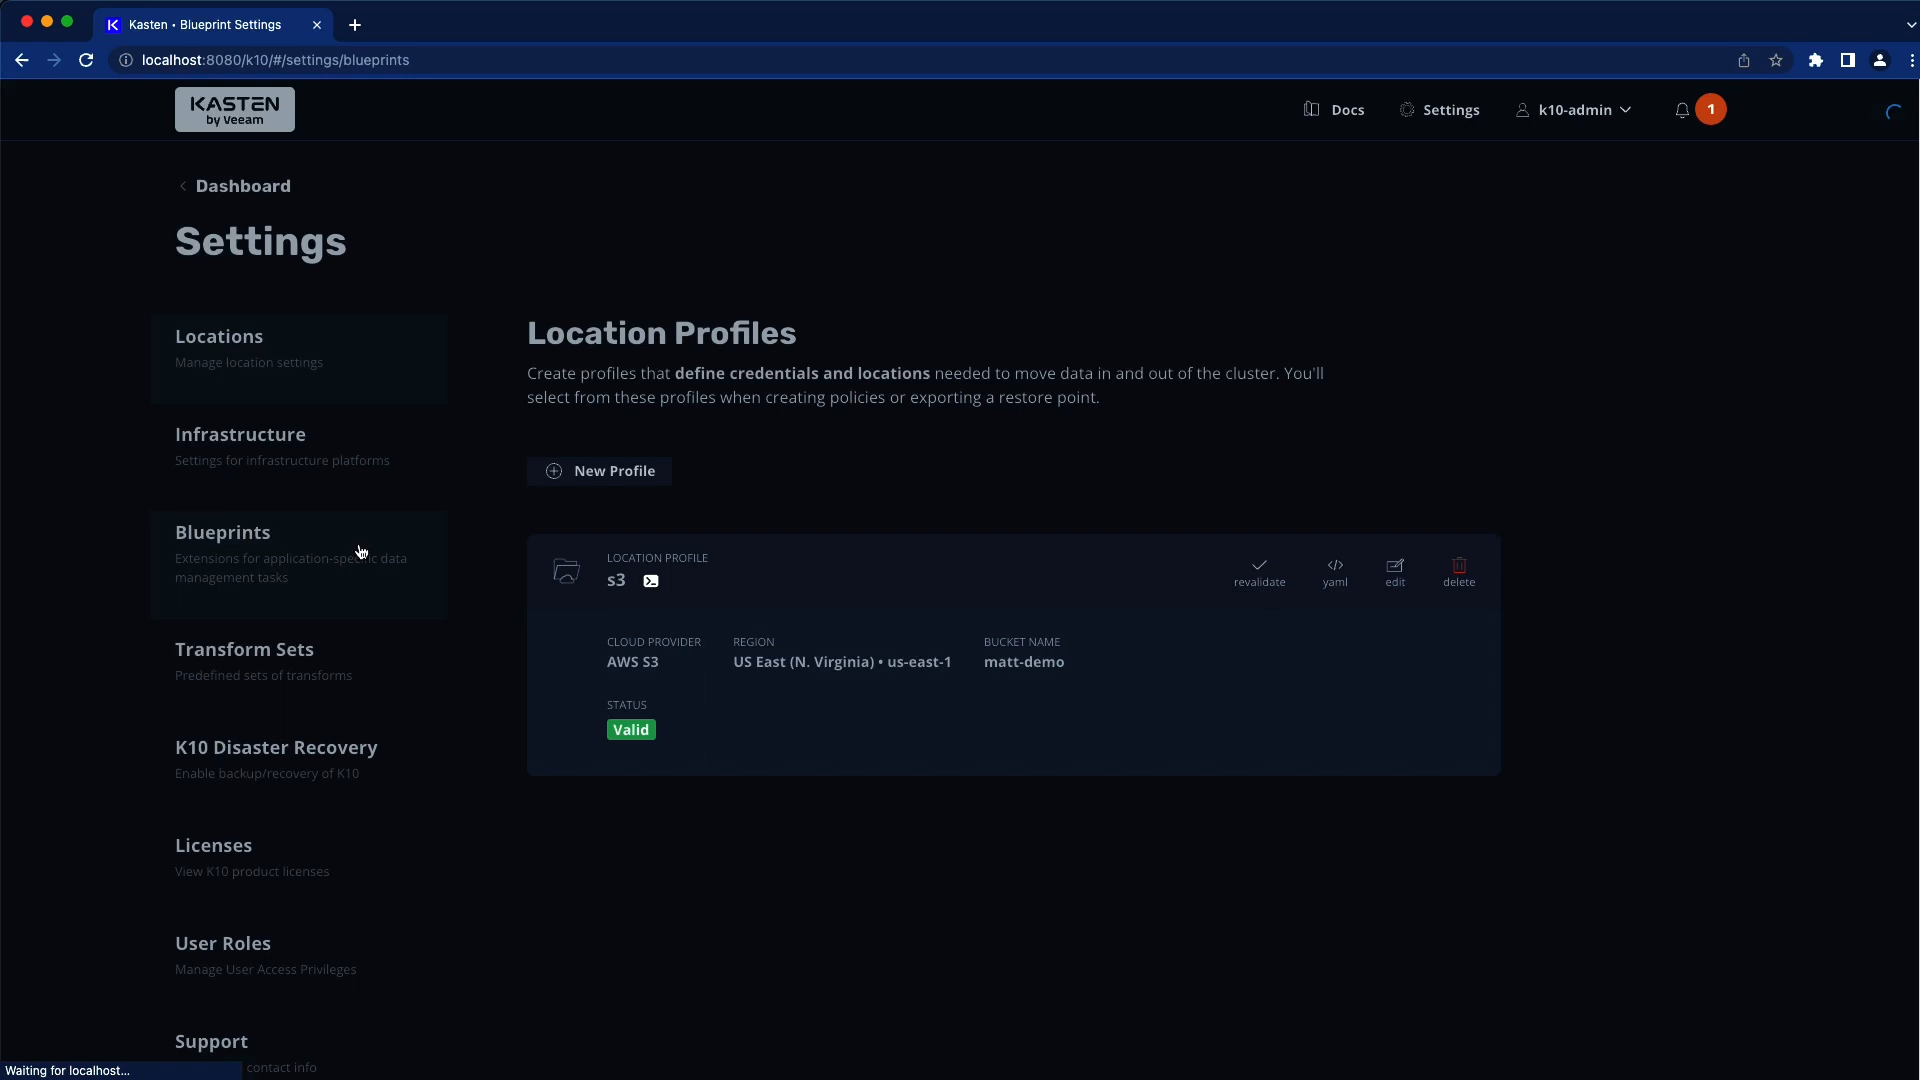 Kasten • Blueprint Settings
localhost:8080/k10/#/settings/blueprints
KASTEN
by Veeam
Docs
Settings
k10-admin
1
Dashboard
Settings
Locations
Manage location settings
Infrastructure
Settings for infrastructure platforms
Blueprints
Extensions for application-specific data
management tasks
Transform Sets
Predefined sets of transforms
K10 Disaster Recovery
Enable backup/recovery of K10
Licenses
View K10 product licenses
User Roles
Manage User Access Privileges
Support
contact info
Location Profiles
Create profiles that define credentials and locations needed to move data in and out of the cluster. You'll
select from these profiles when creating policies or exporting a restore point.
New Profile
LOCATION PROFILE
s3
revalidate
yaml
edit
delete
CLOUD PROVIDER
AWS S3
REGION
US East (N. Virginia) • us-east-1
BUCKET NAME
matt-demo
STATUS
Valid
Waiting for localhost...